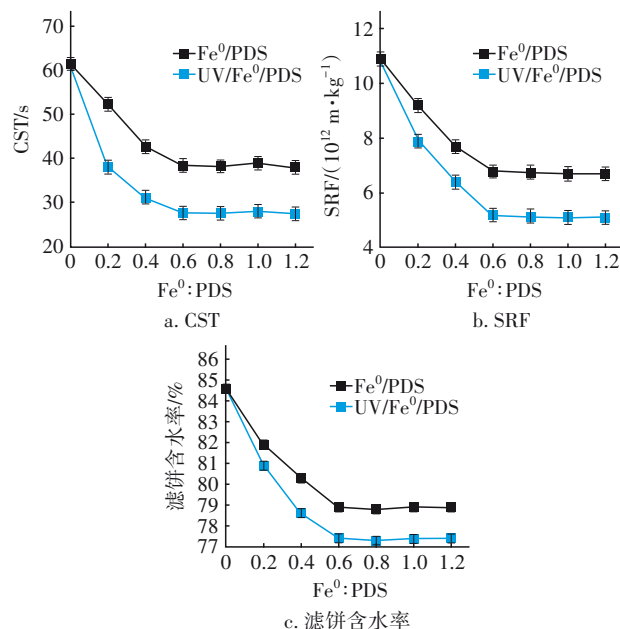 70
60
50
40
30
20
CST/s
Fe⁰/PDS
UV/Fe⁰/PDS
0 0.2 0.4 0.6 0.8 1.0 1.2
Fe⁰:PDS
a. CST
12
10
8
6
4
SRF/(10¹² m·kg⁻¹)
Fe⁰/PDS
UV/Fe⁰/PDS
0 0.2 0.4 0.6 0.8 1.0 1.2
Fe⁰:PDS
b. SRF
86
85
84
83
82
81
80
79
78
77
滤饼含水率/%
Fe⁰/PDS
UV/Fe⁰/PDS
0 0.2 0.4 0.6 0.8 1.0 1.2
Fe⁰:PDS
c. 滤饼含水率